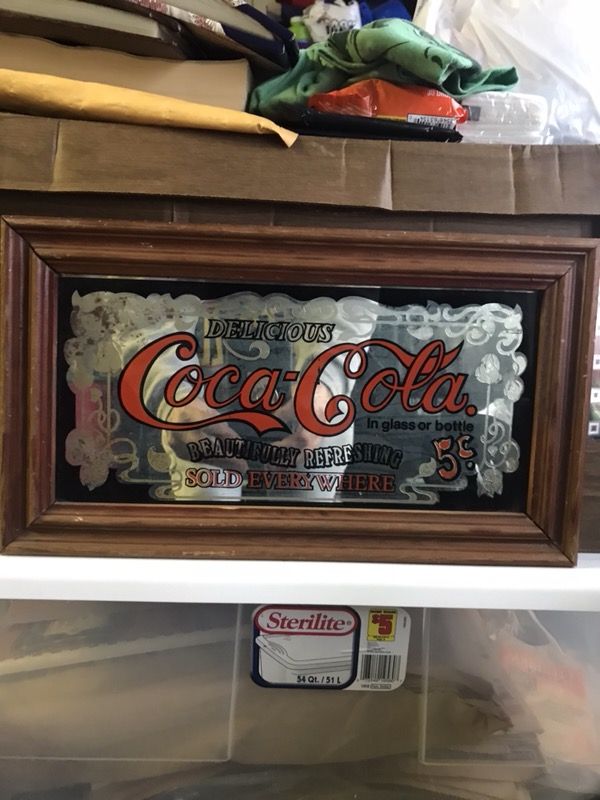 DELICIOUS
Coca-Cola.
In glass or bottle
5¢
BEAUTIFULLY REFRESHING
SOLD EVERYWHERE
Sterilite®
$5
54 Qt. / 51 L